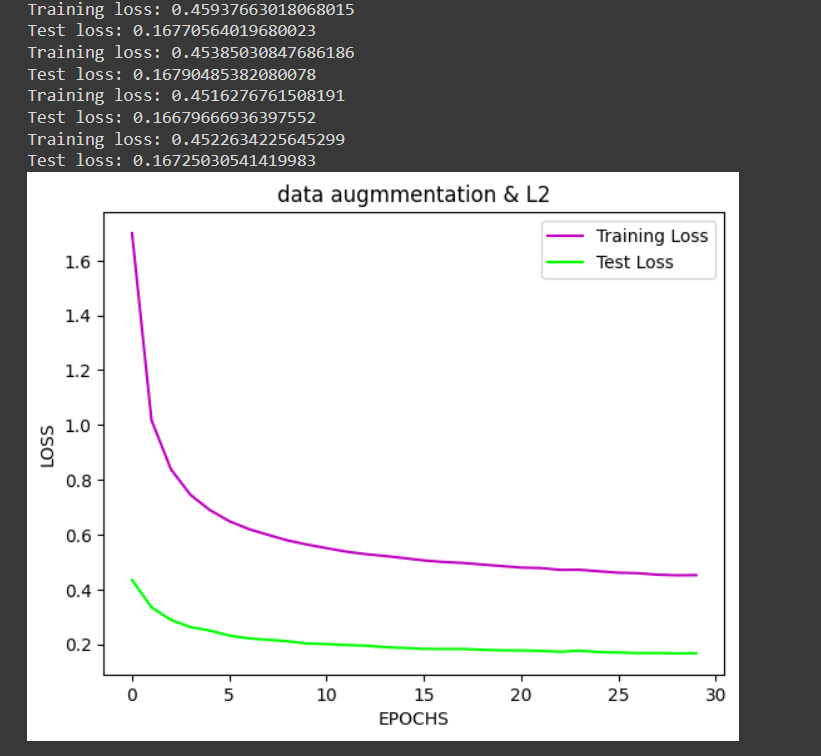 Training loss: 0.45937663018068015
Test loss: 0.16770564019680023
Training loss: 0.45385030847686186
Test loss: 0.16790485382080078
Training loss: 0.4516276761508191
Test loss: 0.16679666936397552
Training loss: 0.4522634225645299
Test loss: 0.16725030541419983
data augmmentation & L2
Training Loss
Test Loss
1.6
1.4
1.2
1.0
0.8
0.6
0.4
0.2
LOSS
0 5 10 15 20 25 30
EPOCHS